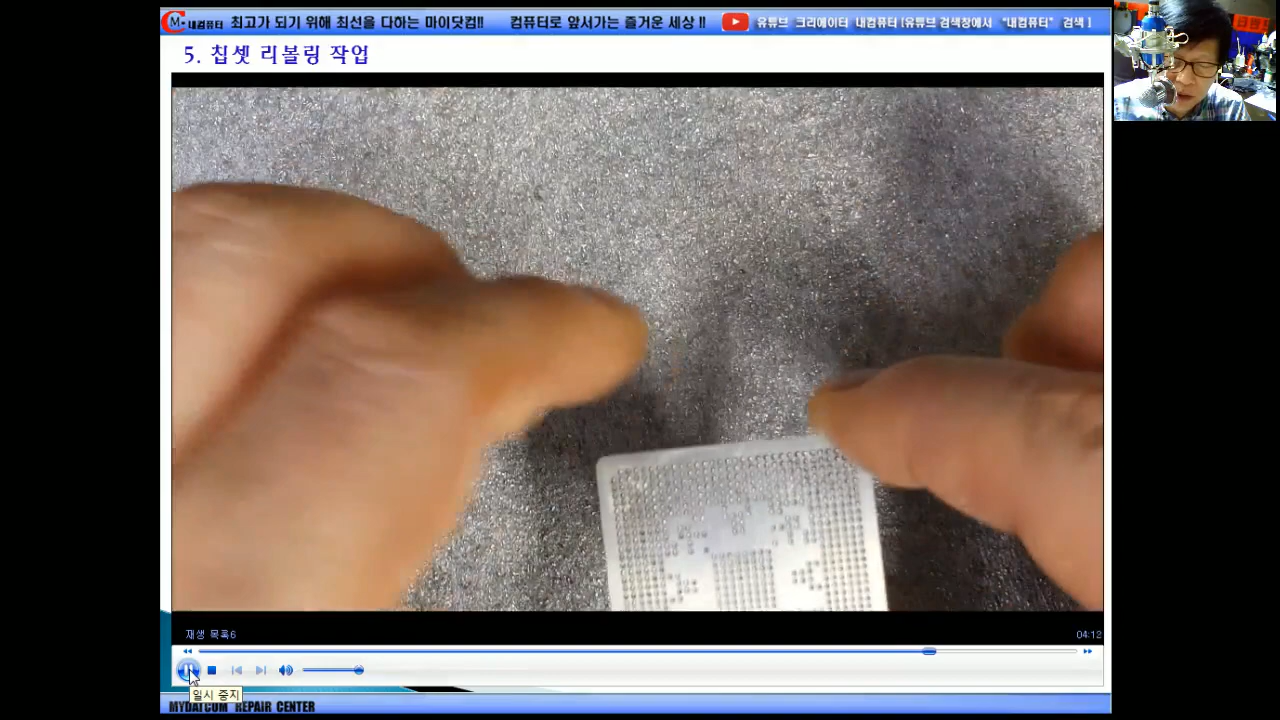 내컴퓨터 최고가 되기 위해 최선을 다하는 마이닷컴!! 컴퓨터로 앞서가는 즐거운 세상 !! 유튜브 크리에이터 내컴퓨터 [유튜브 검색창에서 "내컴퓨터" 검색 ]
5. 칩셋 리볼링 작업
재생 목록6
04:12
일시 중지
MYDATCOM REPAIR CENTER